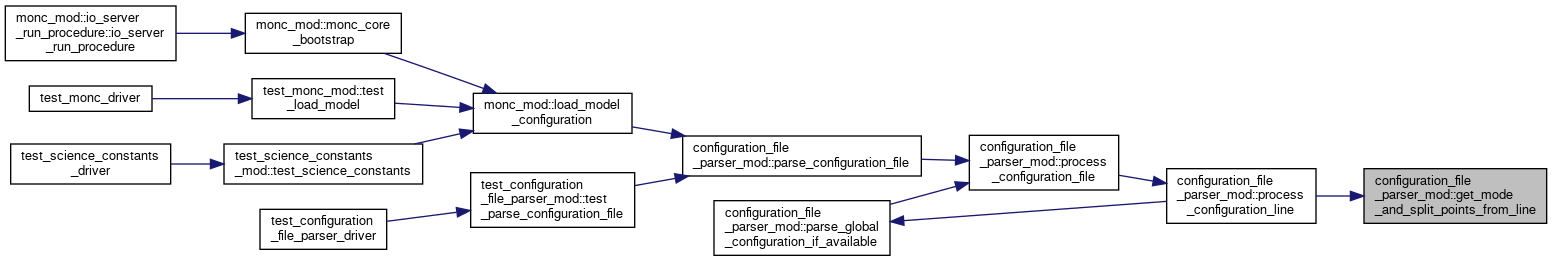 monc_mod::io_server
_run_procedure::io_server
_run_procedure
monc_mod::monc_core
_bootstrap
test_monc_driver
test_monc_mod::test
_load_model
monc_mod::load_model
_configuration
test_science_constants
_driver
test_science_constants
_mod::test_science_constants
configuration_file
_parser_mod::parse_configuration_file
test_configuration
_file_parser_mod::test
_parse_configuration_file
test_configuration
_file_parser_driver
configuration_file
_parser_mod::process
_configuration_file
configuration_file
_parser_mod::parse_global
_configuration_if_available
configuration_file
_parser_mod::process
_configuration_line
configuration_file
_parser_mod::get_mode
_and_split_points_from_line